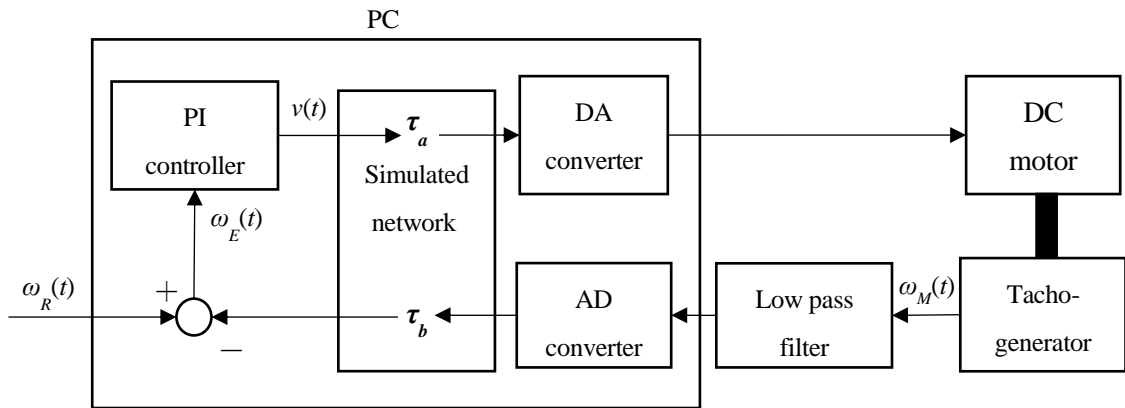 PC
PI
controller
v(t)
τa
Simulated
network
τb
DA
converter
DC
motor
ωE(t)
ωR(t)
+
−
AD
converter
Low pass
filter
ωM(t)
Tacho-
generator